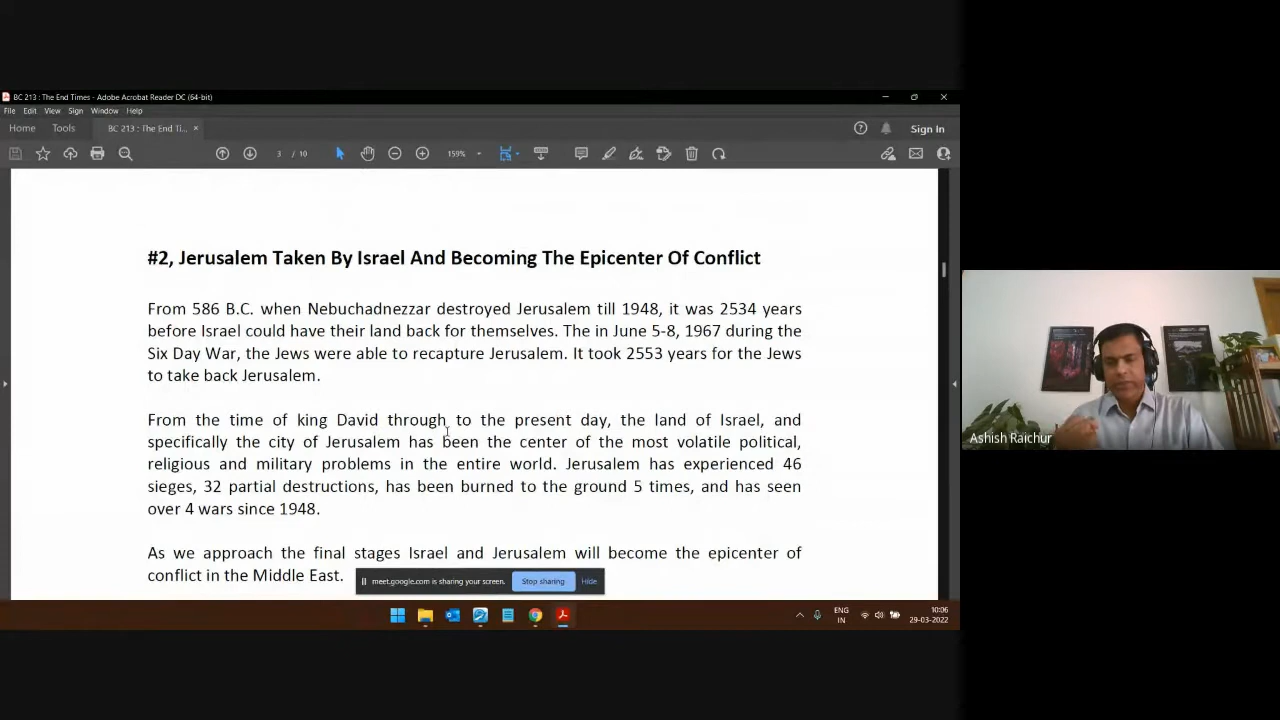 BC 213 : The End Times - Adobe Acrobat Reader DC (64-bit)
File Edit View Sign Window Help
Home Tools BC 213 : The End Ti... × Sign In
3 / 10 159%
#2, Jerusalem Taken By Israel And Becoming The Epicenter Of Conflict
From 586 B.C. when Nebuchadnezzar destroyed Jerusalem till 1948, it was 2534 years
before Israel could have their land back for themselves. The in June 5-8, 1967 during the
Six Day War, the Jews were able to recapture Jerusalem. It took 2553 years for the Jews
to take back Jerusalem.
From the time of king David through to the present day, the land of Israel, and
specifically the city of Jerusalem has been the center of the most volatile political,
religious and military problems in the entire world. Jerusalem has experienced 46
sieges, 32 partial destructions, has been burned to the ground 5 times, and has seen
over 4 wars since 1948.
As we approach the final stages Israel and Jerusalem will become the epicenter of
conflict in the Middle East.
meet.google.com is sharing your screen. Stop sharing Hide
ENG
IN
10:06
29-03-2022
Ashish Raichur